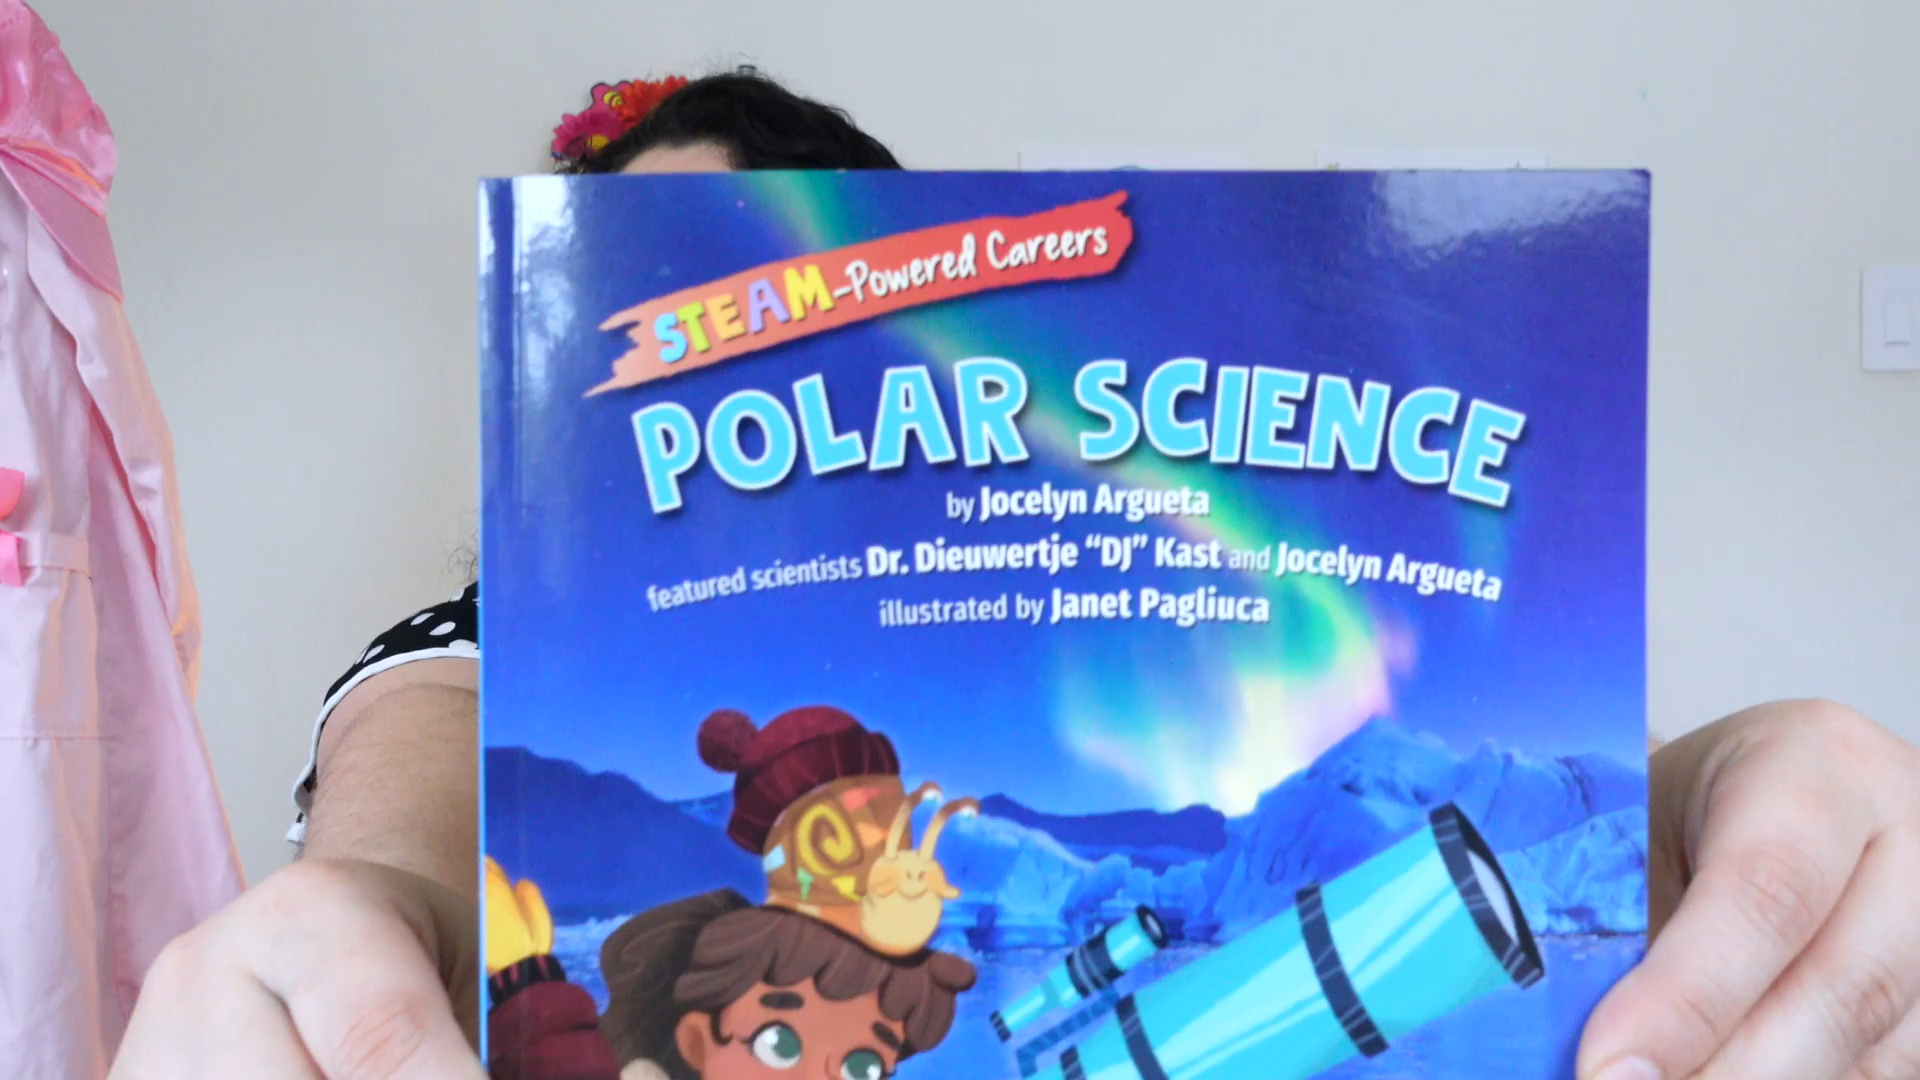 STEAM-Powered Careers
POLAR SCIENCE
by Jocelyn Argueta
featured scientists Dr. Dieuwertje “DJ” Kast and Jocelyn Argueta
illustrated by Janet Pagliuca